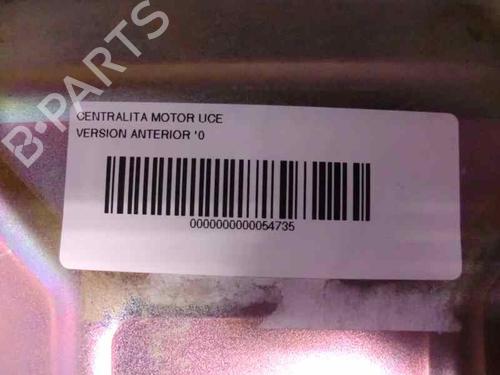 B-PARTS
CENTRALITA MOTOR UCE
VERSION ANTERIOR '0
0000000000054735